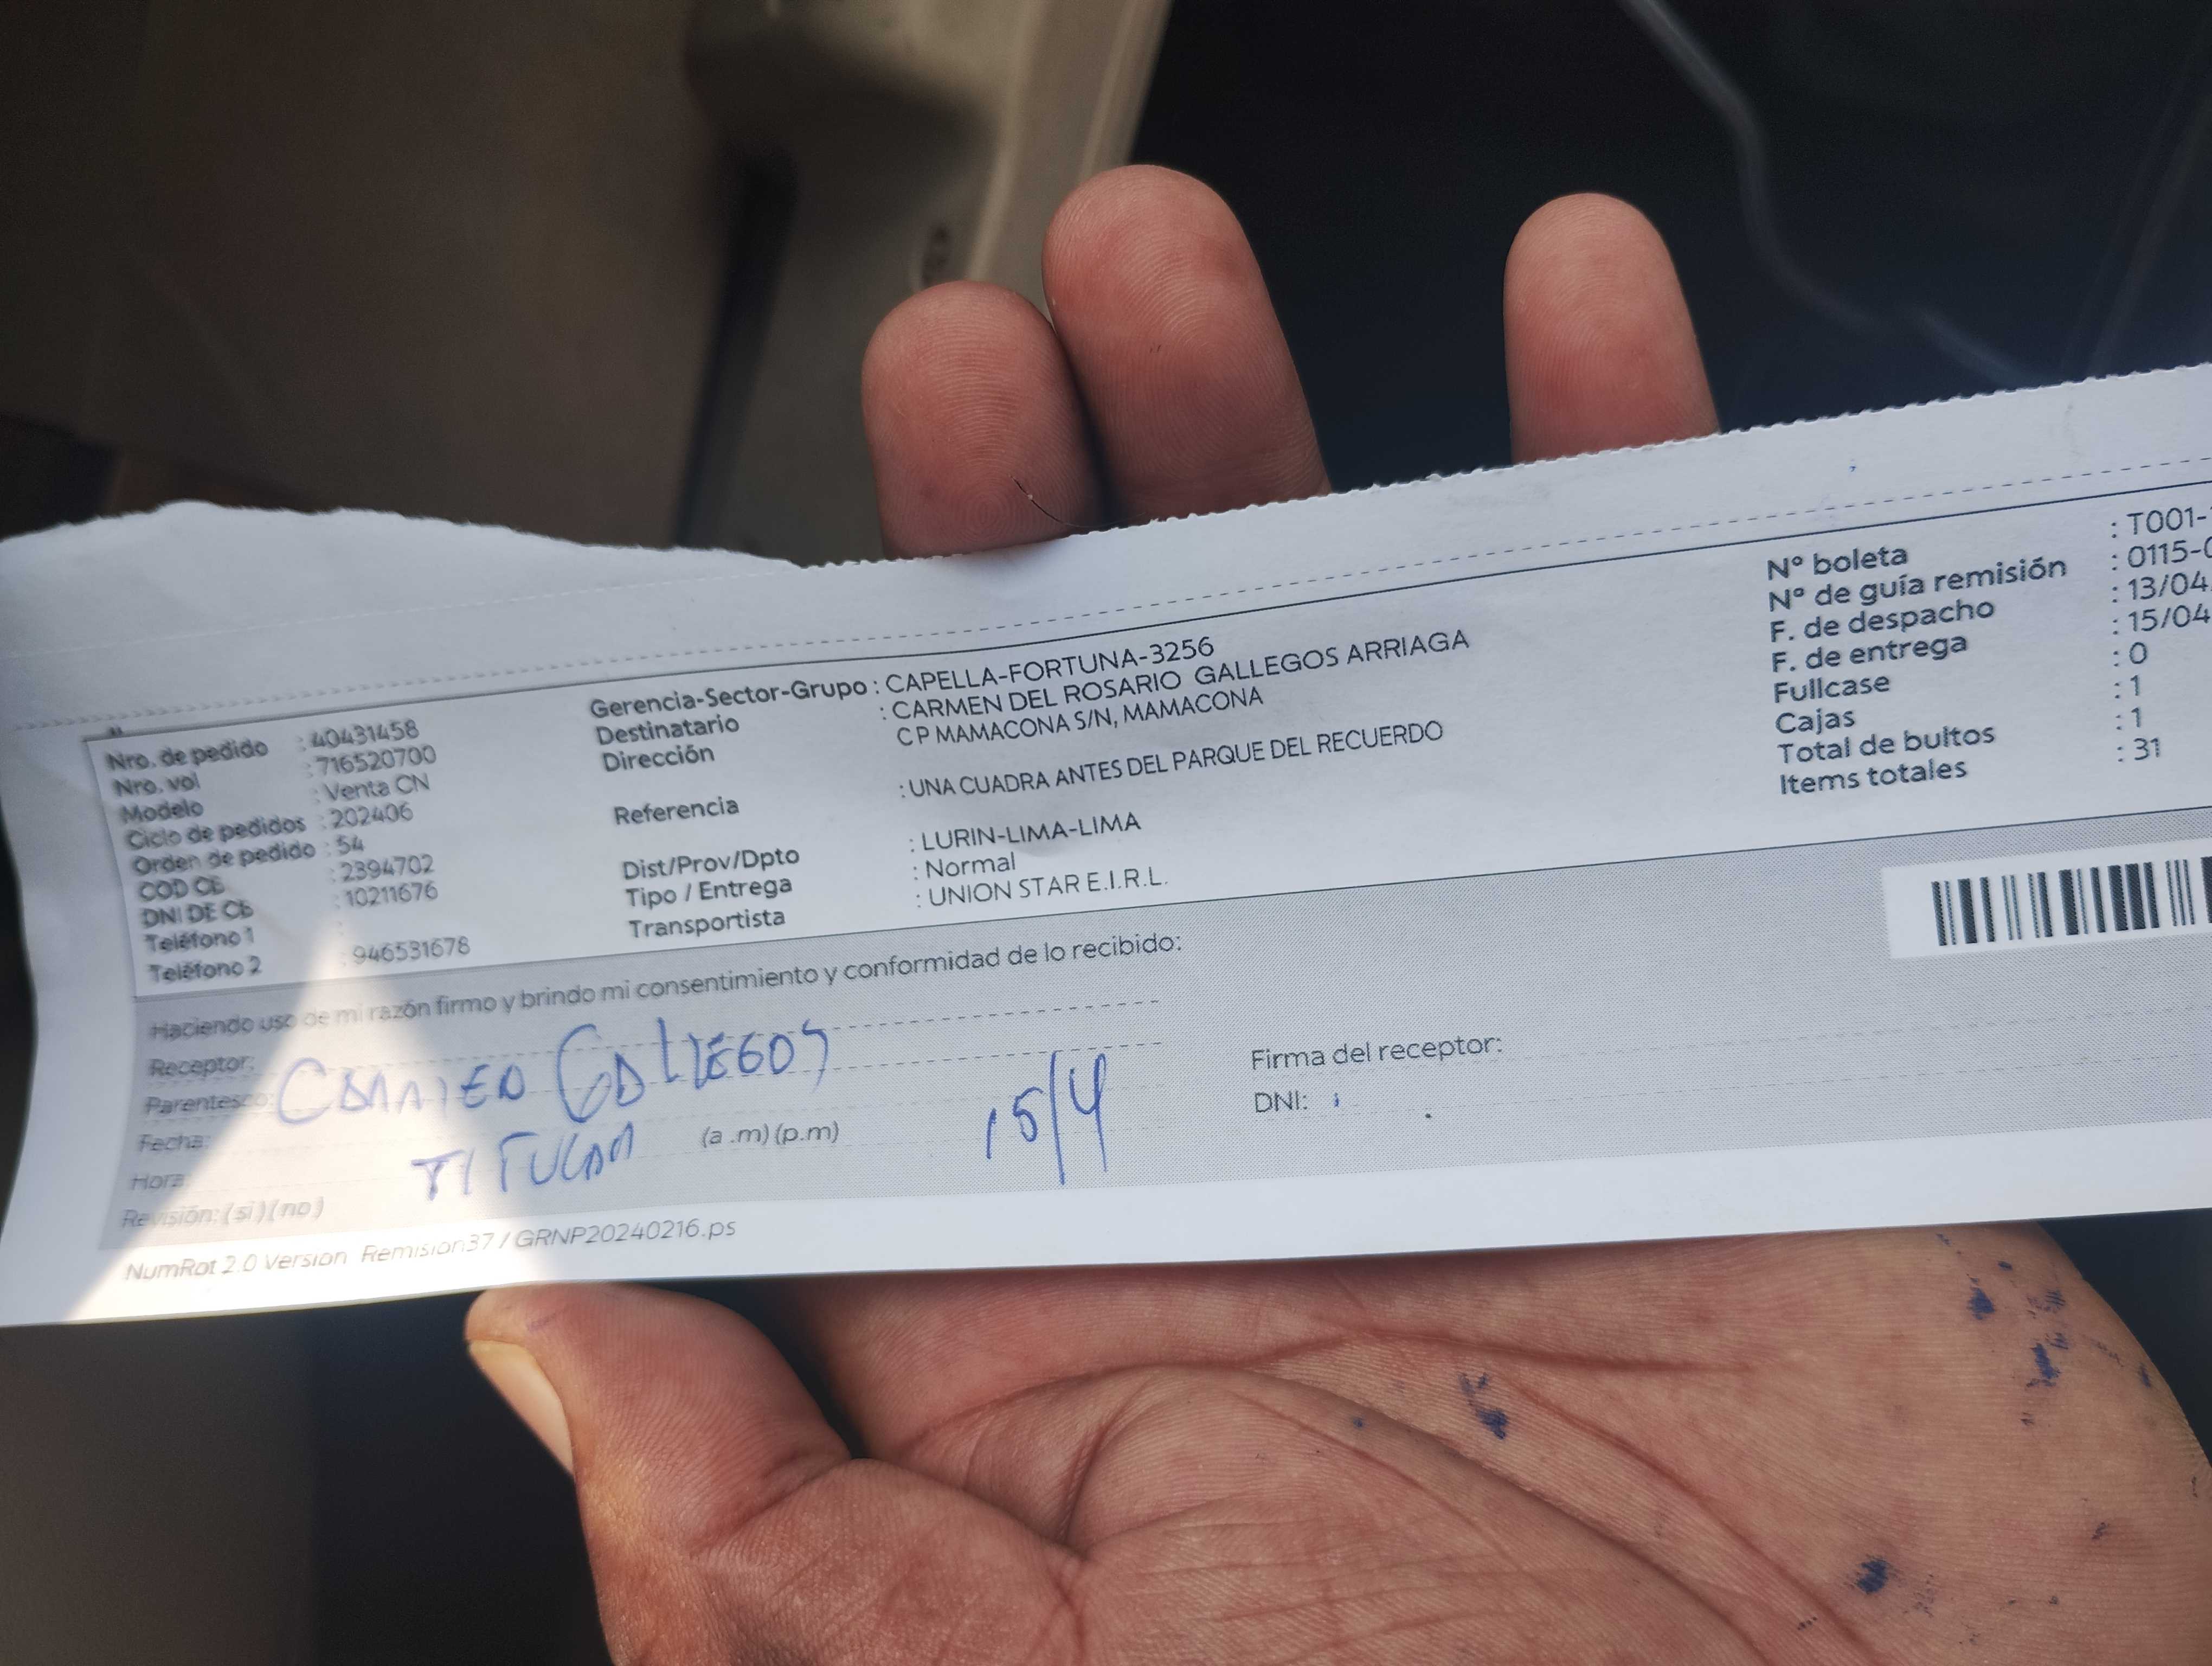 Nro. de pedido : 40431458
Nro. vol : 716520700
Modelo : Venta CN
Ciclo de pedidos : 202406
Orden de pedido : 54
COD CB : 2394702
DNI DE CB : 10211676
Teléfono 1 :
Teléfono 2 : 946531678
Gerencia-Sector-Grupo : CAPELLA-FORTUNA-3256
Destinatario : CARMEN DEL ROSARIO GALLEGOS ARRIAGA
Dirección C P MAMACONA S/N, MAMACONA
Referencia : UNA CUADRA ANTES DEL PARQUE DEL RECUERDO
Dist/Prov/Dpto : LURIN-LIMA-LIMA
Tipo / Entrega : Normal
Transportista : UNION STAR E.I.R.L.
Nº boleta : T001-
Nº de guía remisión : 0115-0
F. de despacho : 13/04
F. de entrega : 15/04
Fullcase : 0
Cajas : 1
Total de bultos : 1
Items totales : 31
Haciendo uso de mi razón firmo y brindo mi consentimiento y conformidad de lo recibido:
Receptor:
CARMEN GALLEGOS
Parentesco:
TITULAR
Fecha:
15/4
Hora (a .m) (p.m)
Revisión: ( si ) ( no )
Firma del receptor:
DNI:
NumRot 2.0 Version Remision37 / GRNP20240216.ps